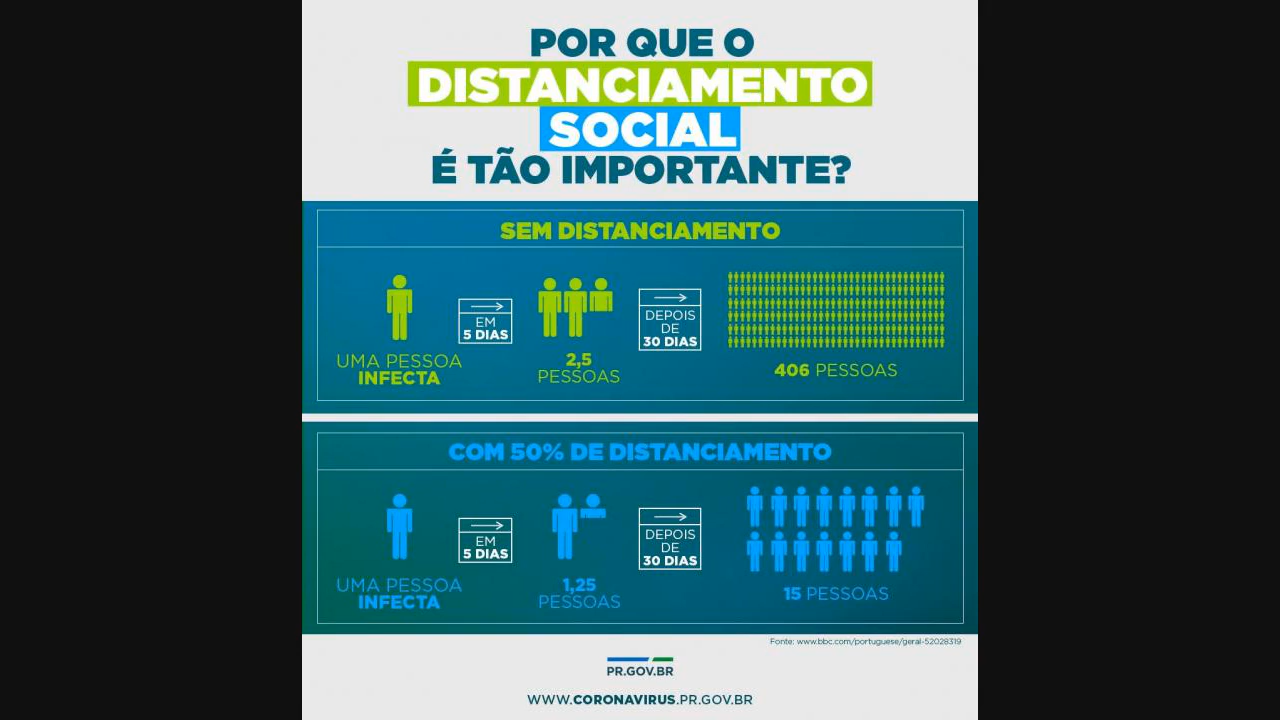 POR QUE O
DISTANCIAMENTO
SOCIAL
É TÃO IMPORTANTE?
SEM DISTANCIAMENTO
UMA PESSOA
INFECTA
EM
5 DIAS
2,5
PESSOAS
DEPOIS
DE
30 DIAS
406 PESSOAS
COM 50% DE DISTANCIAMENTO
UMA PESSOA
INFECTA
EM
5 DIAS
1,25
PESSOAS
DEPOIS
DE
30 DIAS
15 PESSOAS
Fonte: www.bbc.com/portuguese/geral-52028319
PR.GOV.BR
WWW.CORONAVIRUS.PR.GOV.BR